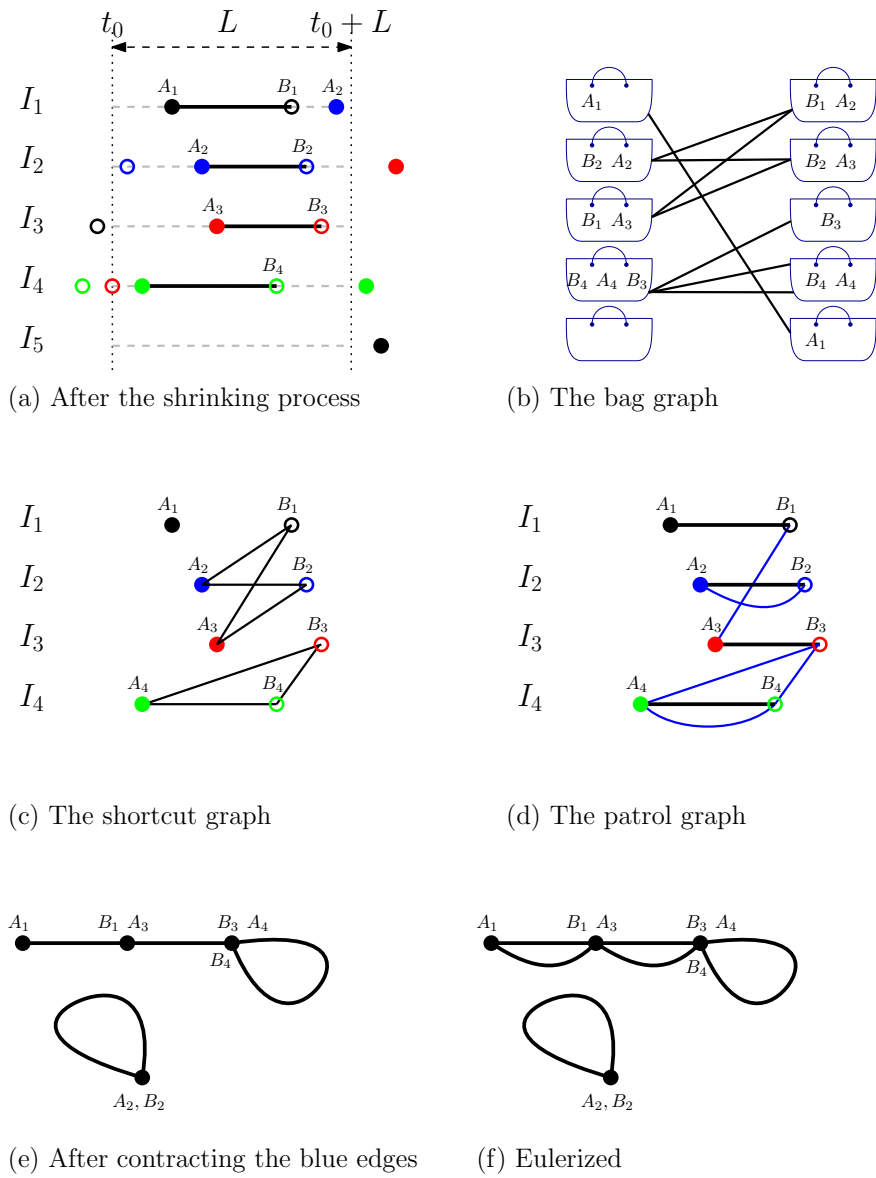 t₀ L t₀ + L
I₁ A₁ B₁ A₂
I₂ A₂ B₂
I₃ A₃ B₃
I₄ B₄
I₅
A₁ B₁ A₂
B₂ A₂ B₂ A₃
B₁ A₃ B₃
B₄ A₄ B₃ B₄ A₄
A₁
(a) After the shrinking process
(b) The bag graph
I₁ A₁ B₁
I₂ A₂ B₂
I₃ A₃ B₃
I₄ A₄ B₄
I₁ A₁ B₁
I₂ A₂ B₂
I₃ A₃ B₃
I₄ A₄ B₄
(c) The shortcut graph
(d) The patrol graph
A₁ B₁ A₃ B₃ A₄
B₄
A₂, B₂
A₁ B₁ A₃ B₃ A₄
B₄
A₂, B₂
(e) After contracting the blue edges
(f) Eulerized